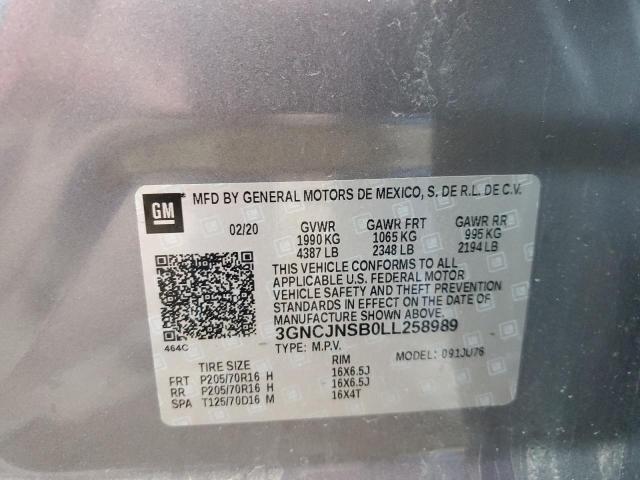 GM MFD BY GENERAL MOTORS DE MEXICO, S. DE R.L. DE C.V.
02/20 GVWR GAWR FRT GAWR RR
1990 KG 1065 KG 995 KG
4387 LB 2348 LB 2194 LB
THIS VEHICLE CONFORMS TO ALL
APPLICABLE U.S. FEDERAL MOTOR
VEHICLE SAFETY AND THEFT PREVENTION
STANDARDS IN EFFECT ON THE DATE OF
MANUFACTURE SHOWN ABOVE.
3GNCJNSB0LL258989
464C
TYPE: M.P.V. MODEL: 091JU76
TIRE SIZE RIM
FRT P205/70R16 H 16X6.5J
RR P205/70R16 H 16X6.5J
SPA T125/70D16 M 16X4T